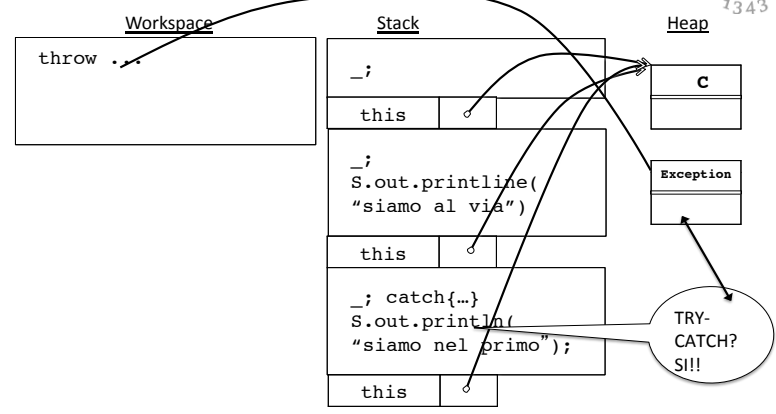 1343
Workspace
Stack
Heap
throw ...
_;
this
C
_;
S.out.printline(
“siamo al via”)
this
Exception
_; catch{…}
S.out.println(
“siamo nel primo”);
this
TRY-
CATCH?
SI!!